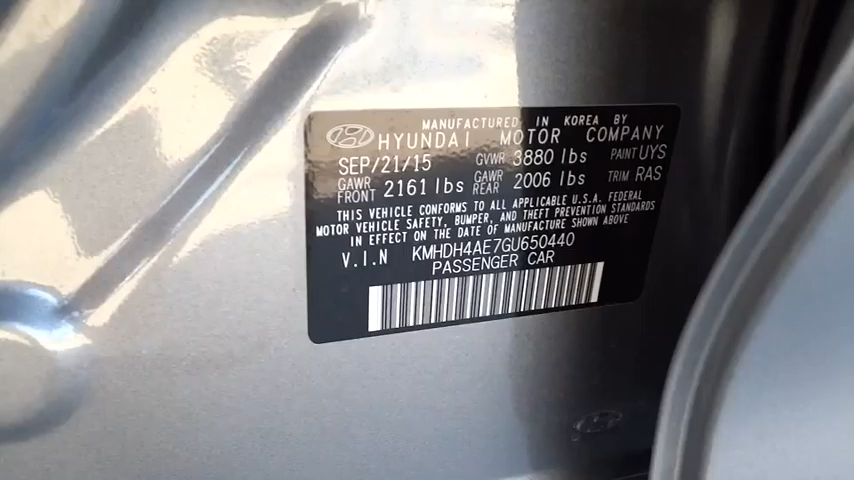 MANUFACTURED IN KOREA BY
HYUNDAI MOTOR COMPANY
SEP/21/15 GVWR 3880 lbs PAINT UYS
GAWR FRONT 2161 lbs GAWR REAR 2006 lbs TRIM RAS
THIS VEHICLE CONFORMS TO ALL APPLICABLE U.S.A. FEDERAL
MOTOR VEHICLE SAFETY, BUMPER, AND THEFT PREVENTION STANDARDS
IN EFFECT ON THE DATE OF MANUFACTURE SHOWN ABOVE
V.I.N KMHDH4AE7GU650440
PASSENGER CAR